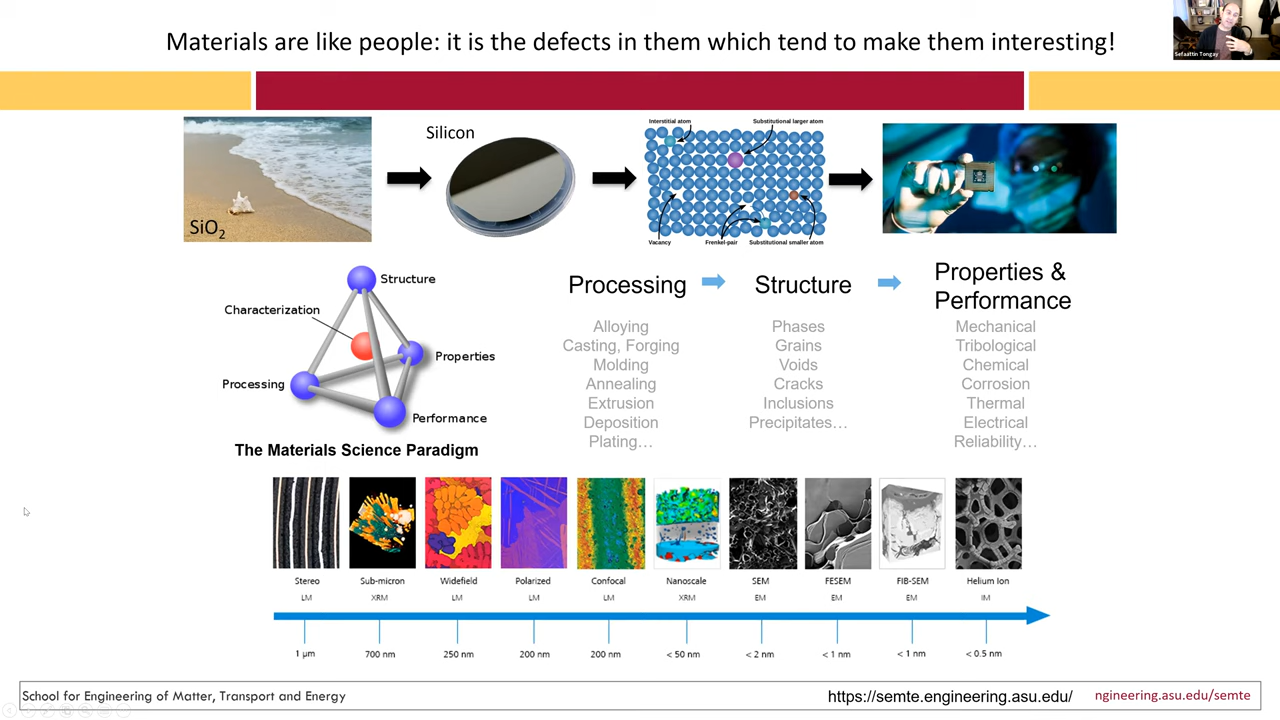 Materials are like people: it is the defects in them which tend to make them interesting!
Sefaattin Tongay
SiO2
Silicon
Interstitial atom
Substitutional larger atom
Vacancy
Frenkel-pair
Substitutional smaller atom
Structure
Characterization
Properties
Processing
Performance
The Materials Science Paradigm
Processing
Alloying
Casting, Forging
Molding
Annealing
Extrusion
Deposition
Plating…
Structure
Phases
Grains
Voids
Cracks
Inclusions
Precipitates…
Properties &
Performance
Mechanical
Tribological
Chemical
Corrosion
Thermal
Electrical
Reliability…
Stereo
LM
Sub-micron
XRM
Widefield
LM
Polarized
LM
Confocal
LM
Nanoscale
XRM
SEM
EM
FESEM
EM
FIB-SEM
EM
Helium Ion
IM
1 µm
700 nm
250 nm
200 nm
200 nm
< 50 nm
< 2 nm
< 1 nm
< 1 nm
< 0.5 nm
School for Engineering of Matter, Transport and Energy
https://semte.engineering.asu.edu/
ngineering.asu.edu/semte